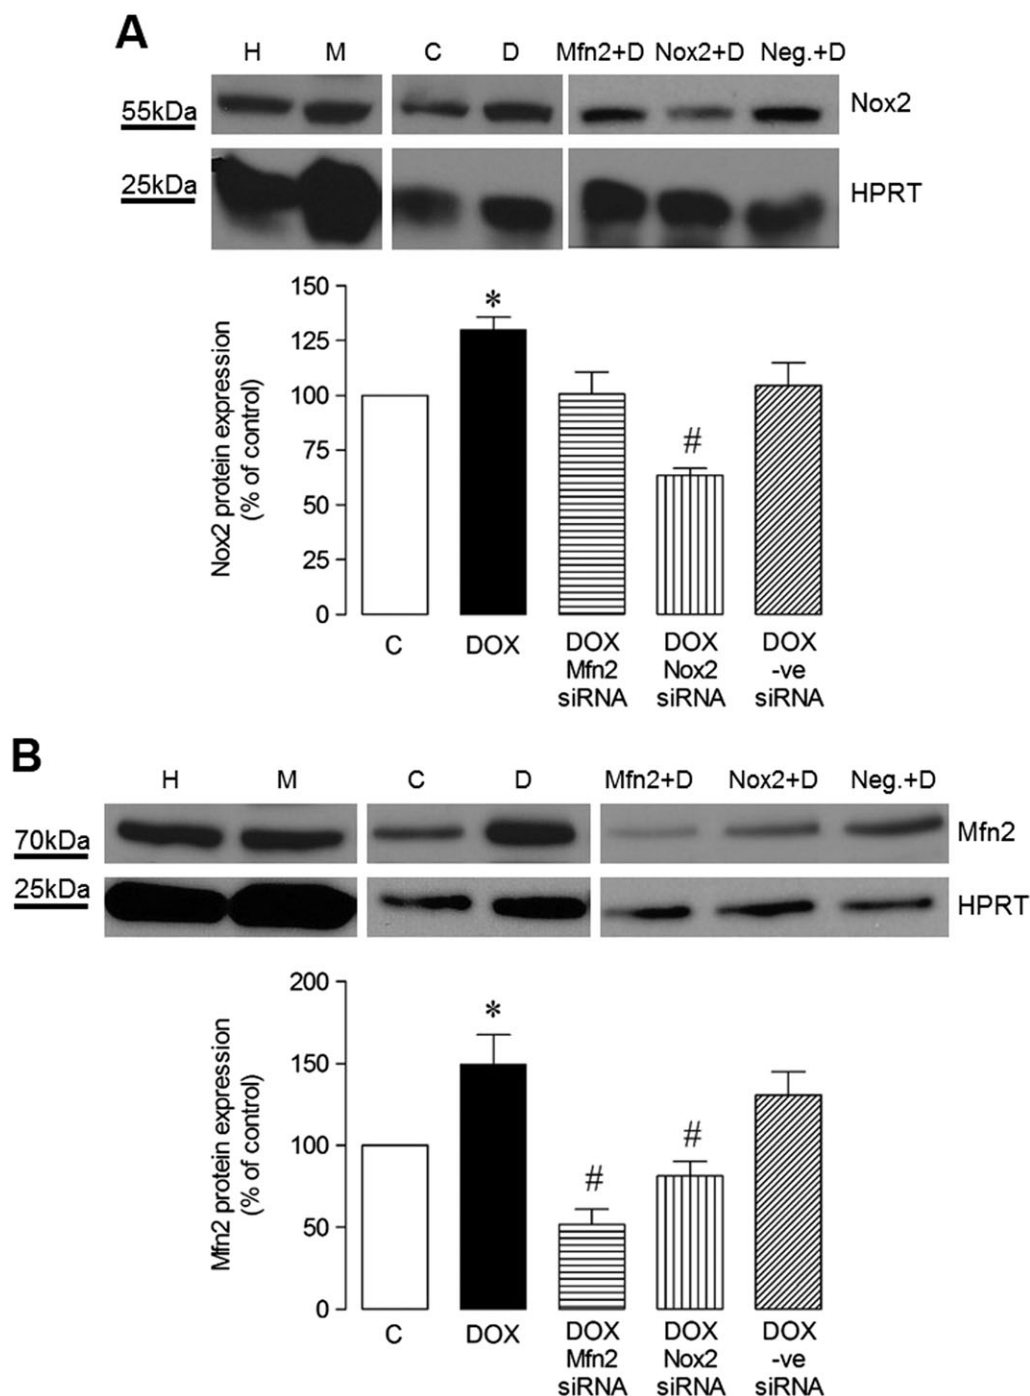 A
H M C D Mfn2+D Nox2+D Neg.+D
55kDa Nox2
25kDa HPRT
150
125
100
75
50
25
0
Nox2 protein expression
(% of control)
*
#
C DOX DOX DOX DOX
Mfn2 Nox2 -ve
siRNA siRNA siRNA
B
H M C D Mfn2+D Nox2+D Neg.+D
70kDa Mfn2
25kDa HPRT
200
150
100
50
0
Mfn2 protein expression
(% of control)
*
# #
C DOX DOX DOX DOX
Mfn2 Nox2 -ve
siRNA siRNA siRNA